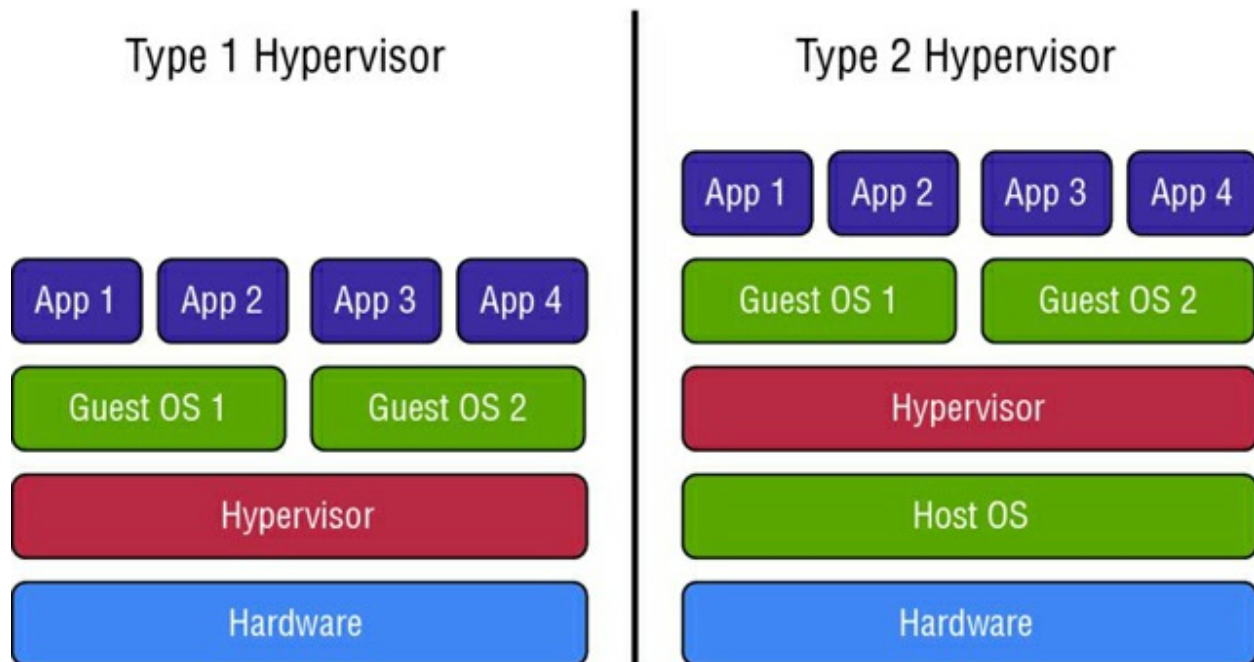 Type 1 Hypervisor
App 1 App 2 App 3 App 4
Guest OS 1 Guest OS 2
Hypervisor
Hardware
Type 2 Hypervisor
App 1 App 2 App 3 App 4
Guest OS 1 Guest OS 2
Hypervisor
Host OS
Hardware